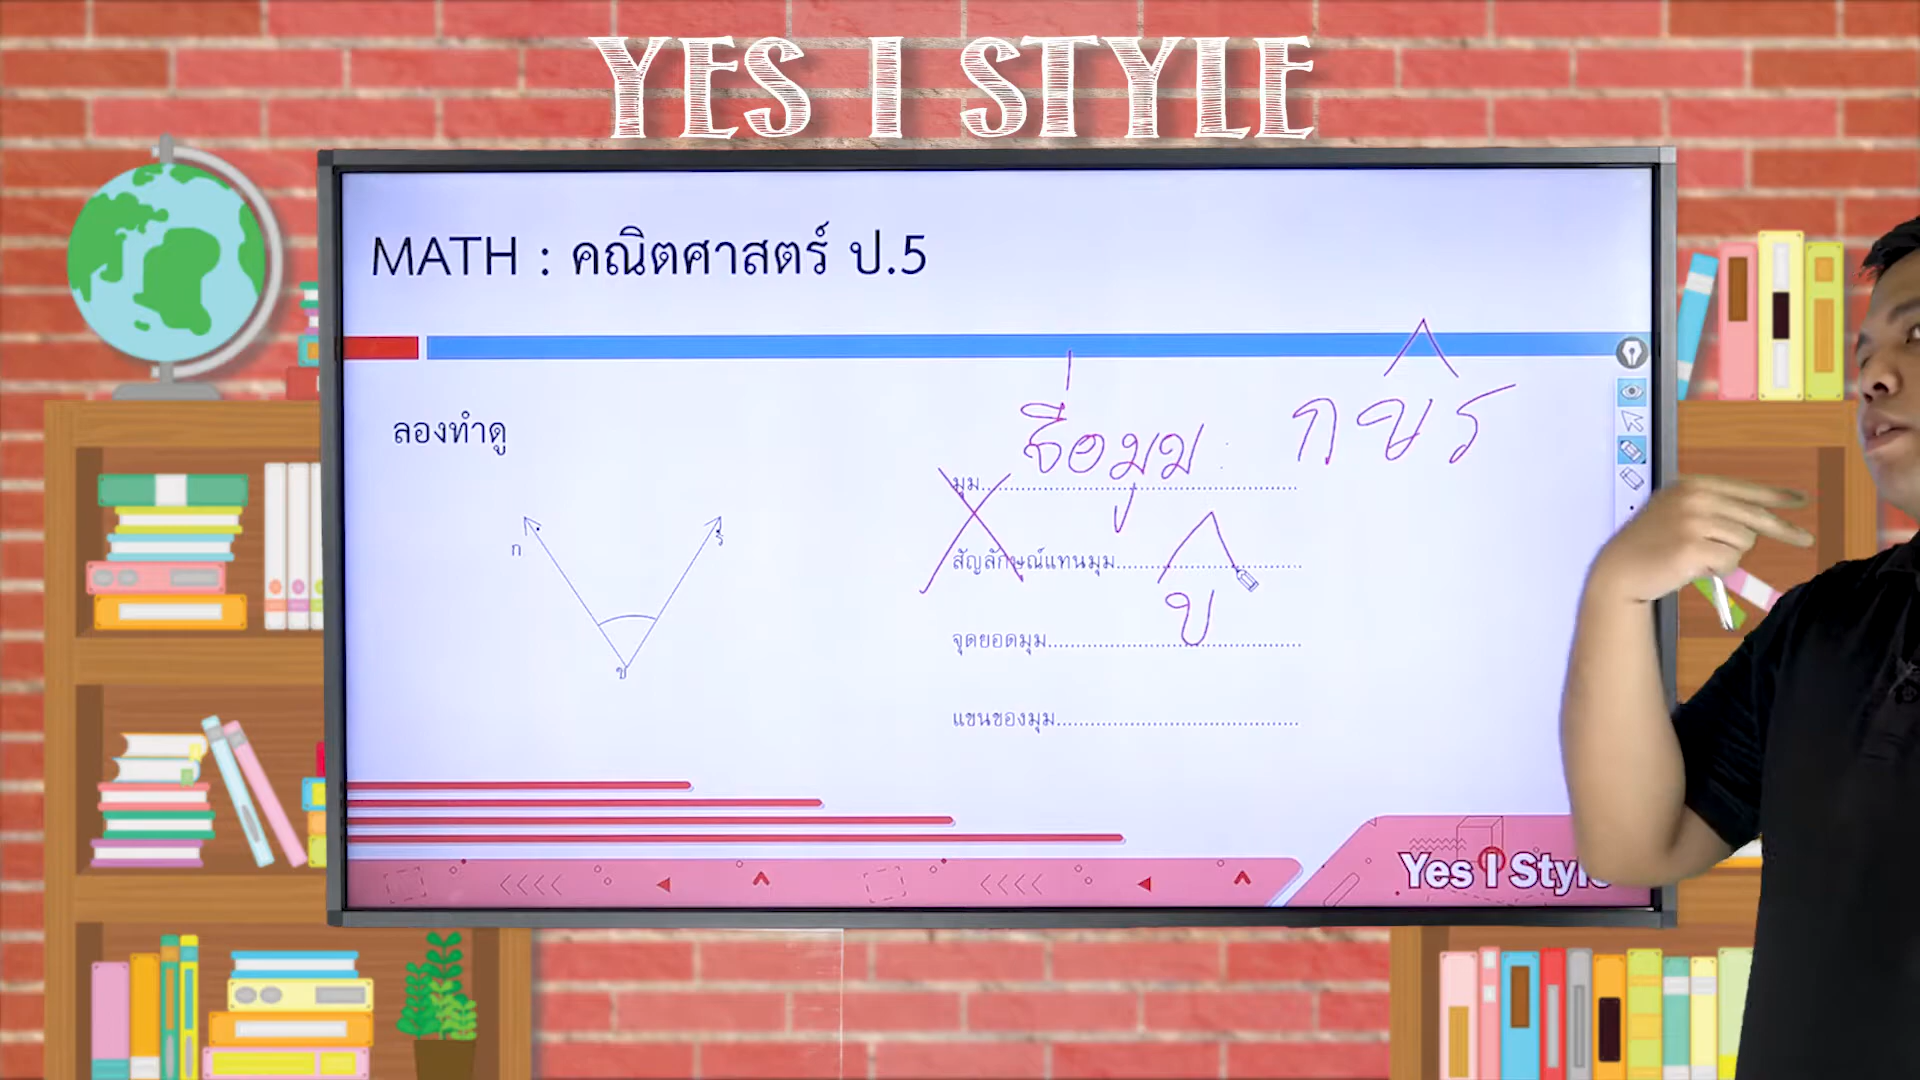 YES I STYLE
MATH : คณิตศาสตร์ ป.5
ลองทำดู
ชื่อมุม : กขร
มุม
สัญลักษณ์แทนมุม
ข
จุดยอดมุม
แขนของมุม
ก
ร
ข
Yes I Style